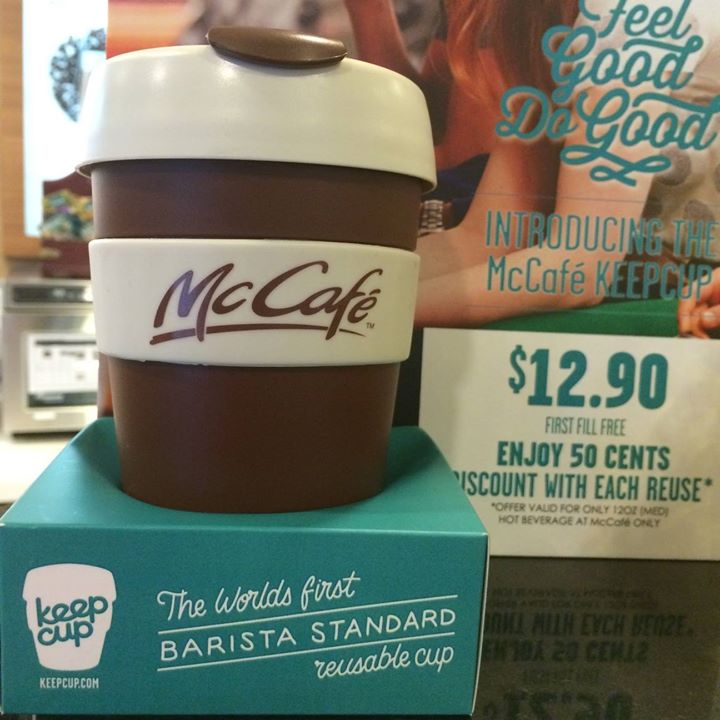 Feel
Good
Do Good
INTRODUCING THE
McCafé KEEPCUP
McCafé™
$12.90
FIRST FILL FREE
ENJOY 50 CENTS
DISCOUNT WITH EACH REUSE*
*OFFER VALID FOR ONLY 12OZ (MED)
HOT BEVERAGE AT McCafé ONLY
keep
cup
KEEPCUP.COM
The Worlds first
BARISTA STANDARD
reusable cup